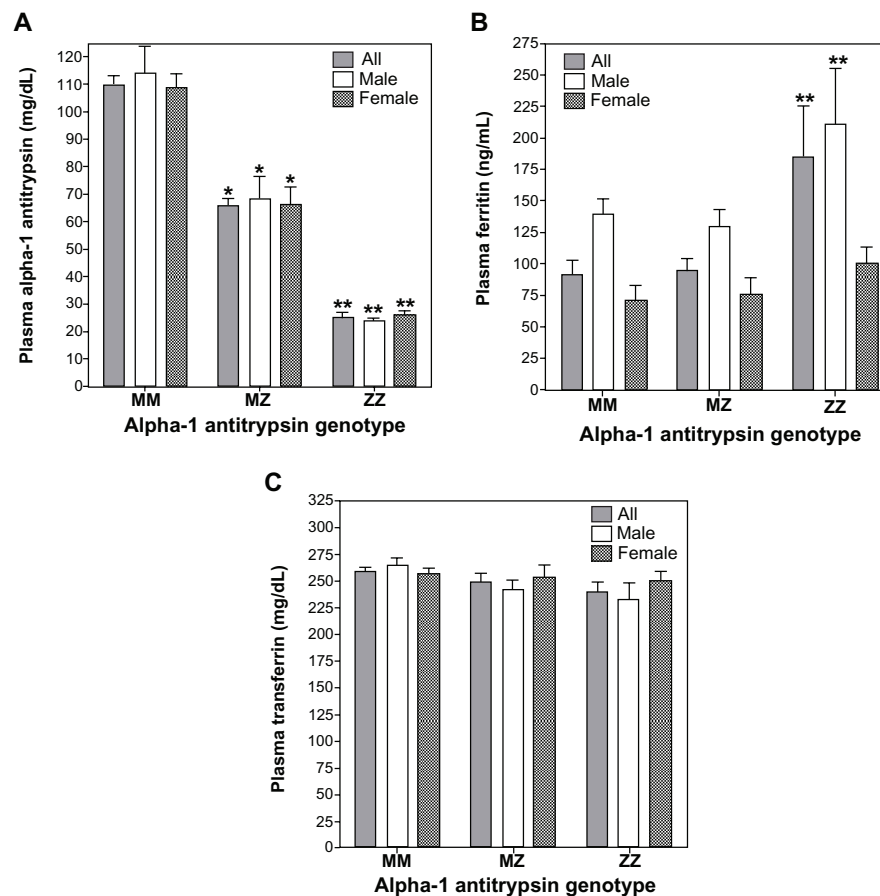 A
Plasma alpha-1 antitrypsin (mg/dL)
120
110
100
90
80
70
60
50
40
30
20
10
0
All
Male
Female
*
*
*
**
**
**
MM
MZ
ZZ
Alpha-1 antitrypsin genotype
B
Plasma ferritin (ng/mL)
275
250
225
200
175
150
125
100
75
50
25
0
All
Male
Female
**
**
MM
MZ
ZZ
Alpha-1 antitrypsin genotype
C
Plasma transferrin (mg/dL)
325
300
275
250
225
200
175
150
125
100
75
50
25
0
All
Male
Female
MM
MZ
ZZ
Alpha-1 antitrypsin genotype